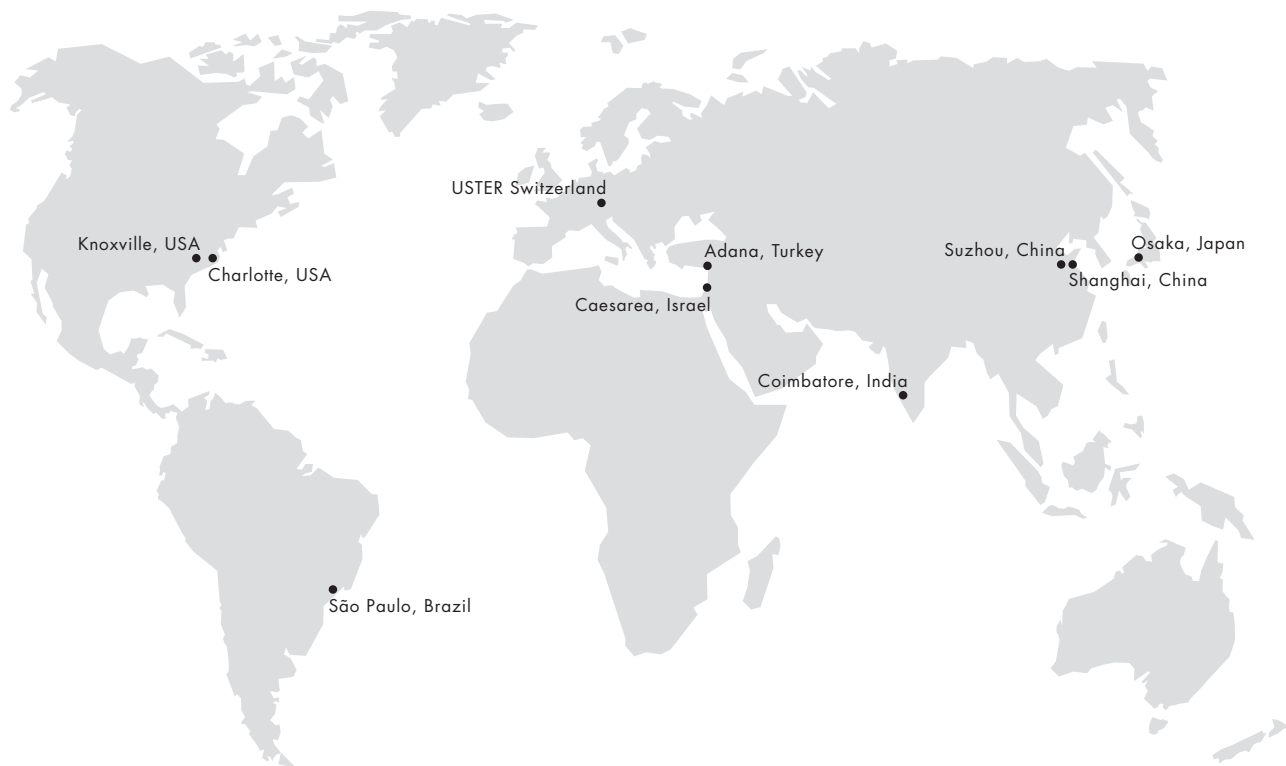 USTER Switzerland
Knoxville, USA
Charlotte, USA
Adana, Turkey
Caesarea, Israel
Suzhou, China
Osaka, Japan
Shanghai, China
Coimbatore, India
São Paulo, Brazil